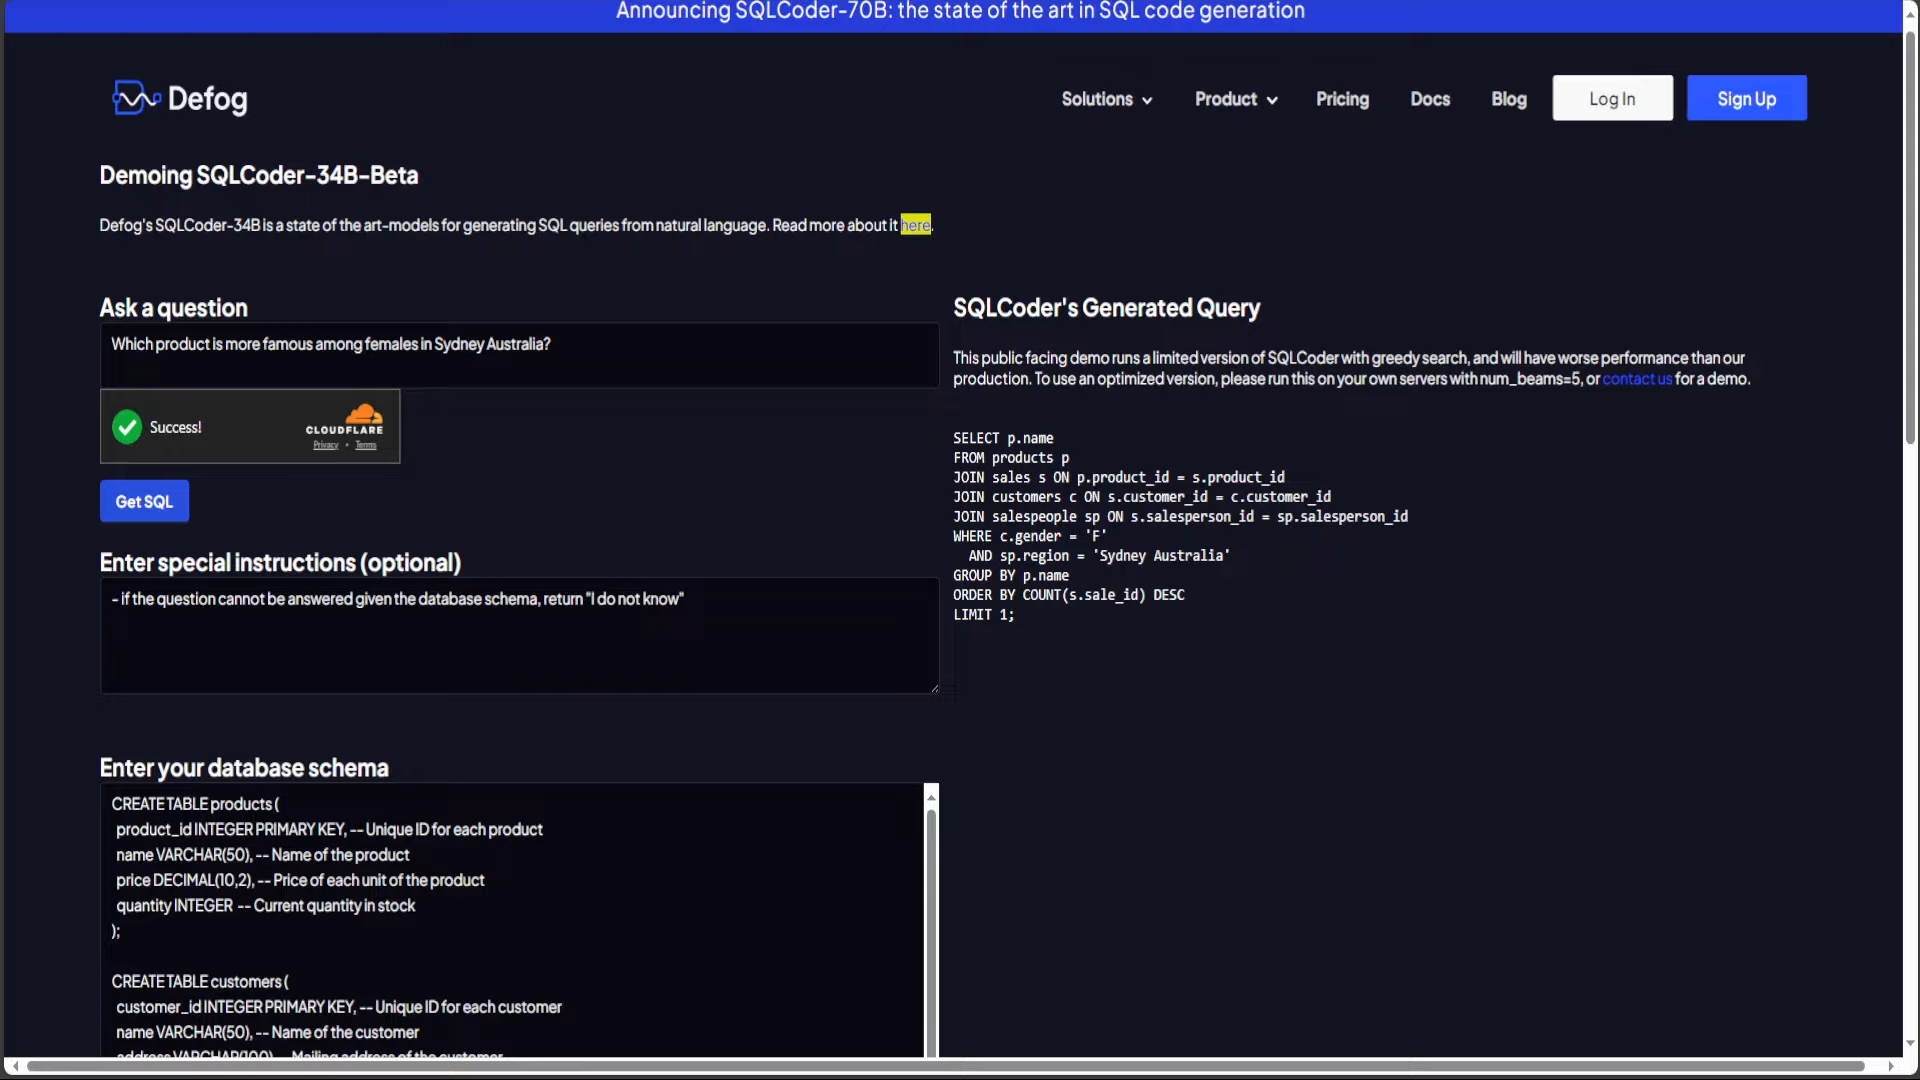 Announcing SQLCoder-70B: the state of the art in SQL code generation
Defog
Solutions
Product
Pricing
Docs
Blog
Log In
Sign Up
Demoing SQLCoder-34B-Beta
Defog's SQLCoder-34B is a state of the art-models for generating SQL queries from natural language. Read more about it here.
Ask a question
Which product is more famous among females in Sydney Australia?
Success!
CLOUDFLARE
Privacy • Terms
Get SQL
Enter special instructions (optional)
- if the question cannot be answered given the database schema, return "I do not know"
Enter your database schema
CREATE TABLE products (
product_id INTEGER PRIMARY KEY, -- Unique ID for each product
name VARCHAR(50), -- Name of the product
price DECIMAL(10,2), -- Price of each unit of the product
quantity INTEGER -- Current quantity in stock
);
CREATE TABLE customers (
customer_id INTEGER PRIMARY KEY, -- Unique ID for each customer
name VARCHAR(50), -- Name of the customer
address VARCHAR(100), -- Mailing address of the customer
SQLCoder's Generated Query
This public facing demo runs a limited version of SQLCoder with greedy search, and will have worse performance than our
production. To use an optimized version, please run this on your own servers with num_beams=5, or contact us for a demo.
SELECT p.name
FROM products p
JOIN sales s ON p.product_id = s.product_id
JOIN customers c ON s.customer_id = c.customer_id
JOIN salespeople sp ON s.salesperson_id = sp.salesperson_id
WHERE c.gender = 'F'
AND sp.region = 'Sydney Australia'
GROUP BY p.name
ORDER BY COUNT(s.sale_id) DESC
LIMIT 1;